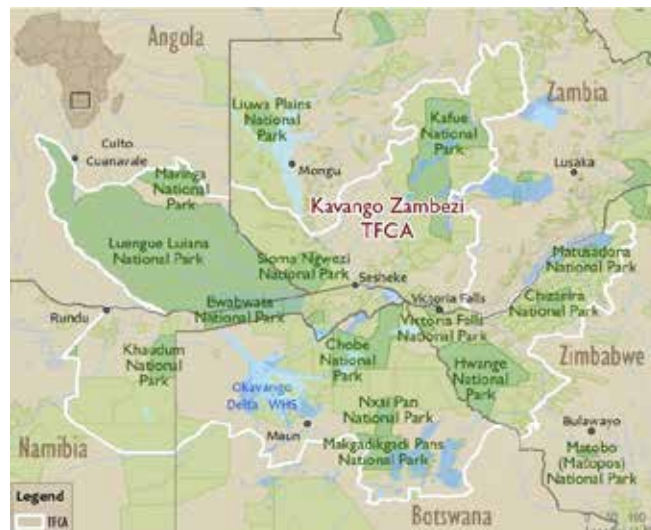 Angola
Zambia
Liuwa Plains
National
Park
Kafue
National
Park
Cuito
Cuanavale
Mongu
Lusaka
Mavinga
National
Park
Kavango Zambezi
TFCA
Luengue Luiana
National Park
Sioma Ngwezi
National Park
Matusadona
National Park
Sesheke
Chizarira
National Park
Bwabwata
National Park
Victoria Falls
Victoria Falls
National Park
Rundu
Khaudum
National
Park
Chobe
National
Park
Zimbabwe
Hwange
National
Park
Okavango
Delta WHS
Nxai Pan
National Park
Bulawayo
Maun
Namibia
Makgadikgadi Pans
National Park
Matobo
(Matopos)
National Park
Legend
TFCA
Botswana